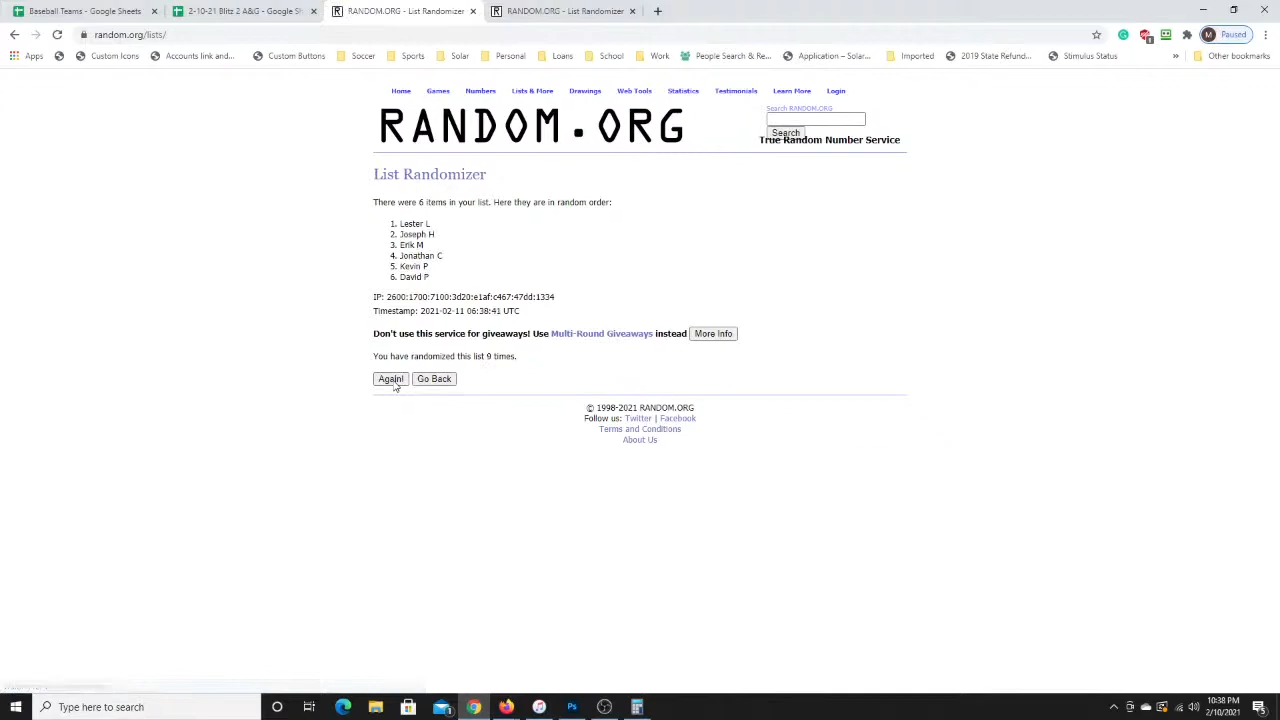 Baseball Teams - Google Sheets
2-10-21 Blitz 2 A&G - Google Sh
RANDOM.ORG - List Randomizer
RANDOM.ORG - List Randomizer
random.org/lists/
M Paused
Apps
Custom Icons
Accounts link and...
Custom Buttons
Soccer
Sports
Solar
Personal
Loans
School
Work
People Search & Re...
Application – Solar...
Imported
2019 State Refund...
Stimulus Status
»
Other bookmarks
Home Games Numbers Lists & More Drawings Web Tools Statistics Testimonials Learn More Login
RANDOM.ORG
Search RANDOM.ORG
Search
True Random Number Service
List Randomizer
There were 6 items in your list. Here they are in random order:
1. Lester L
2. Joseph H
3. Erik M
4. Jonathan C
5. Kevin P
6. David P
IP: 2600:1700:7100:3d20:e1af:c467:47dd:1334
Timestamp: 2021-02-11 06:38:41 UTC
Don't use this service for giveaways! Use Multi-Round Giveaways instead More Info
You have randomized this list 9 times.
Again! Go Back
© 1998-2021 RANDOM.ORG
Follow us: Twitter | Facebook
Terms and Conditions
About Us
Type here to search
Ps
10:38 PM
2/10/2021